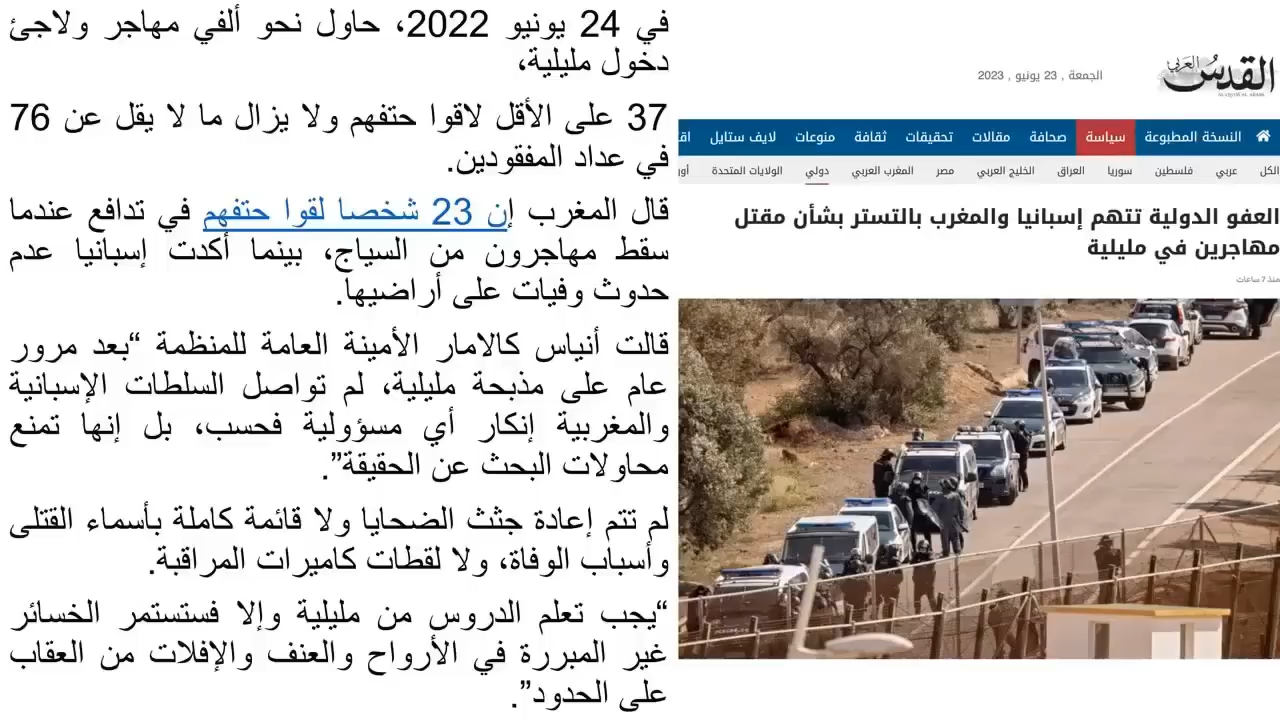 في 24 يونيو 2022، حاول نحو ألفي مهاجر ولاجئ
دخول مليلية،
37 على الأقل لاقوا حتفهم ولا يزال ما لا يقل عن 76
في عداد المفقودين.
قال المغرب إن 23 شخصا لقوا حتفهم في تدافع عندما
سقط مهاجرون من السياج، بينما أكدت إسبانيا عدم
حدوث وفيات على أراضيها.
قالت أنياس كالامار الأمينة العامة للمنظمة “بعد مرور
عام على مذبحة مليلية، لم تواصل السلطات الإسبانية
والمغربية إنكار أي مسؤولية فحسب، بل إنها تمنع
محاولات البحث عن الحقيقة”.
لم تتم إعادة جثث الضحايا ولا قائمة كاملة بأسماء القتلى
وأسباب الوفاة، ولا لقطات كاميرات المراقبة.
“يجب تعلم الدروس من مليلية وإلا فستستمر الخسائر
غير المبررة في الأرواح والعنف والإفلات من العقاب
على الحدود”.
القدس العربي
الجمعة , 23 يونيو , 2023
النسخة المطبوعة سياسة صحافة مقالات تحقيقات ثقافة منوعات لايف ستايل اق
الكل عربي فلسطين سوريا العراق الخليج العربي مصر المغرب العربي دولي الولايات المتحدة أور
العفو الدولية تتهم إسبانيا والمغرب بالتستر بشأن مقتل
مهاجرين في مليلية
منذ 7 ساعات